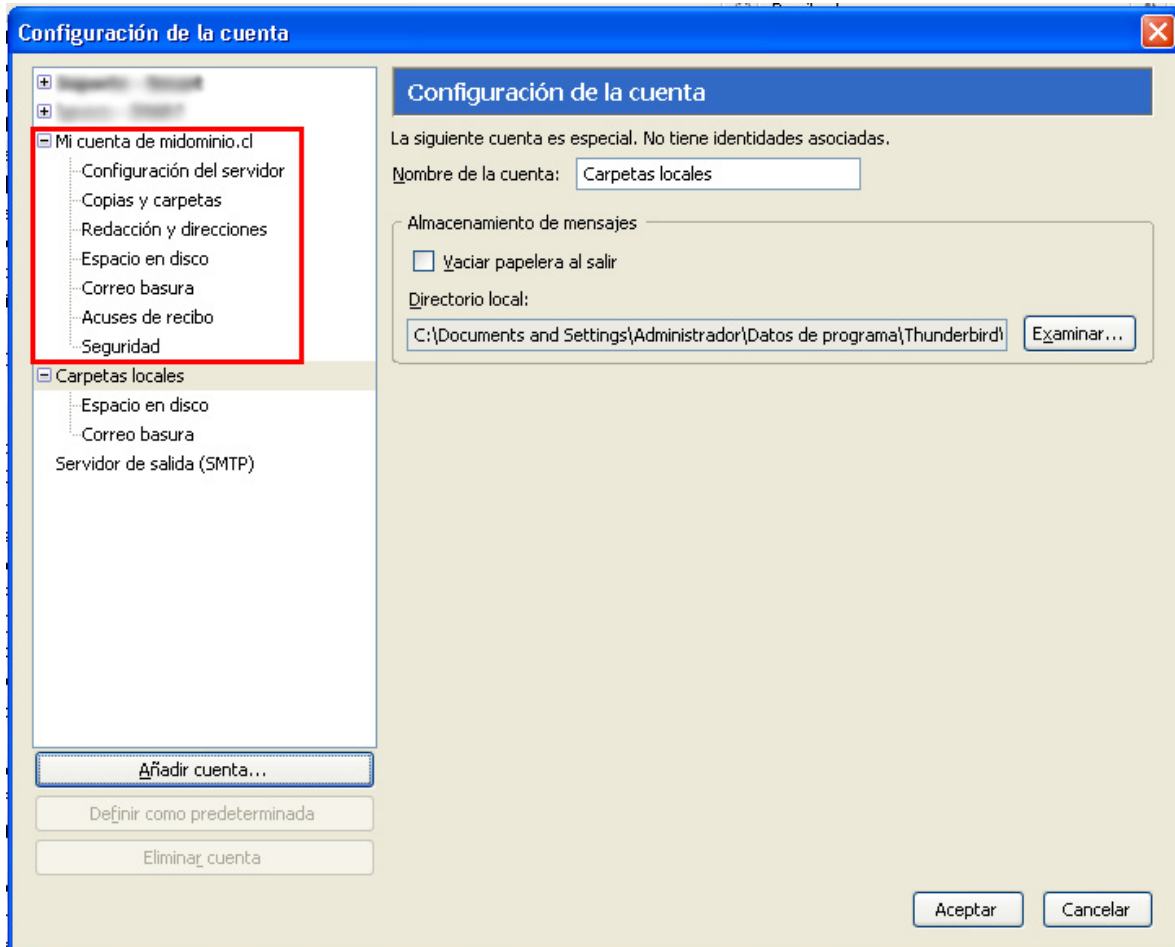 Configuración de la cuenta
Mi cuenta de midominio.cl
Configuración del servidor
Copias y carpetas
Redacción y direcciones
Espacio en disco
Correo basura
Acuses de recibo
Seguridad
Carpetas locales
Espacio en disco
Correo basura
Servidor de salida (SMTP)
Añadir cuenta...
Definir como predeterminada
Eliminar cuenta
Configuración de la cuenta
La siguiente cuenta es especial. No tiene identidades asociadas.
Nombre de la cuenta: Carpetas locales
Almacenamiento de mensajes
Vaciar papelera al salir
Directorio local:
C:\Documents and Settings\Administrador\Datos de programa\Thunderbird\ Examinar...
Aceptar Cancelar